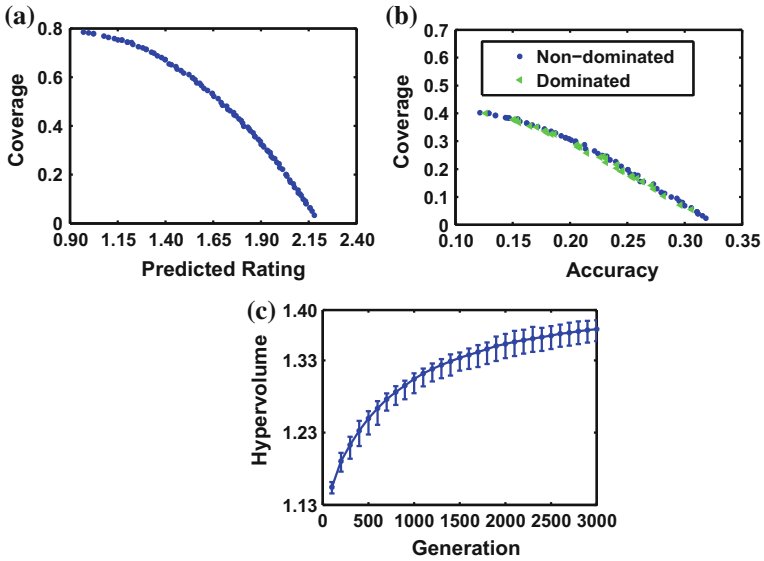 (a)
0.8
0.6
0.4
0.2
0
Coverage
0.90 1.15 1.40 1.65 1.90 2.15 2.40
Predicted Rating
(b)
0.7
0.6
0.5
0.4
0.3
0.2
0.1
0
Coverage
Non−dominated
Dominated
0.10 0.15 0.20 0.25 0.30 0.35
Accuracy
(c)
1.40
1.33
1.23
1.13
Hypervolume
0 500 1000 1500 2000 2500 3000
Generation